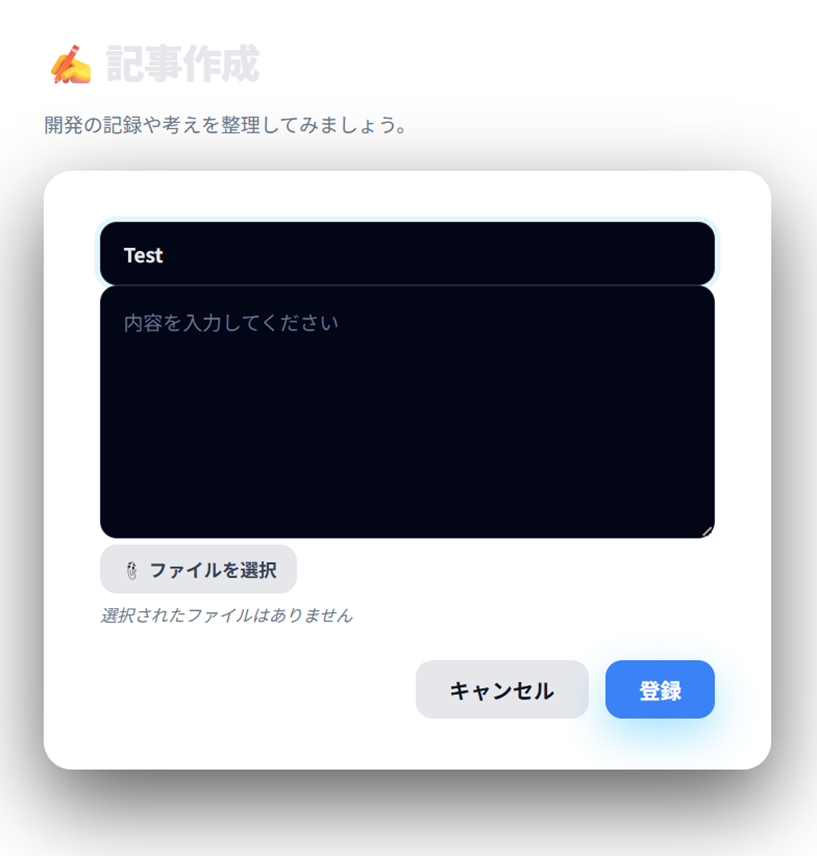 ✍️ 記事作成
開発の記録や考えを整理してみましょう。
Test
内容を入力してください
📎 ファイルを選択
選択されたファイルはありません
キャンセル
登録